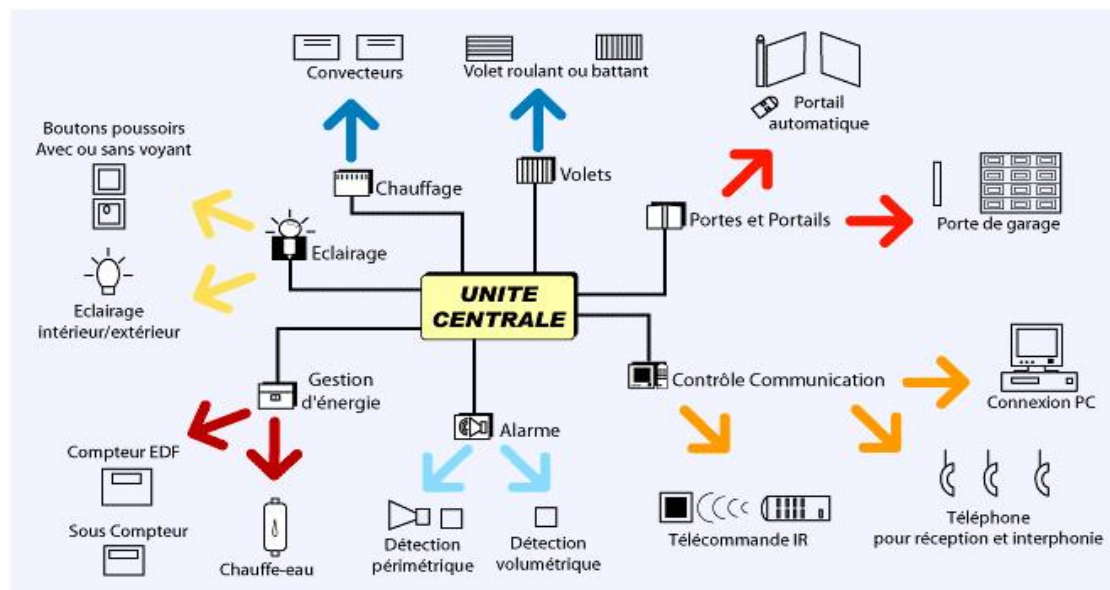 Convecteurs
Volet roulant ou battant
Portail
automatique
Boutons poussoirs
Avec ou sans voyant
Chauffage
Volets
Portes et Portails
Porte de garage
Eclairage
Eclairage
intérieur/extérieur
UNITE
CENTRALE
Gestion
d'énergie
Contrôle Communication
Connexion PC
Alarme
Compteur EDF
Sous Compteur
Chauffe-eau
Détection
périmétrique
Détection
volumétrique
Télécommande IR
Téléphone
pour réception et interphonie